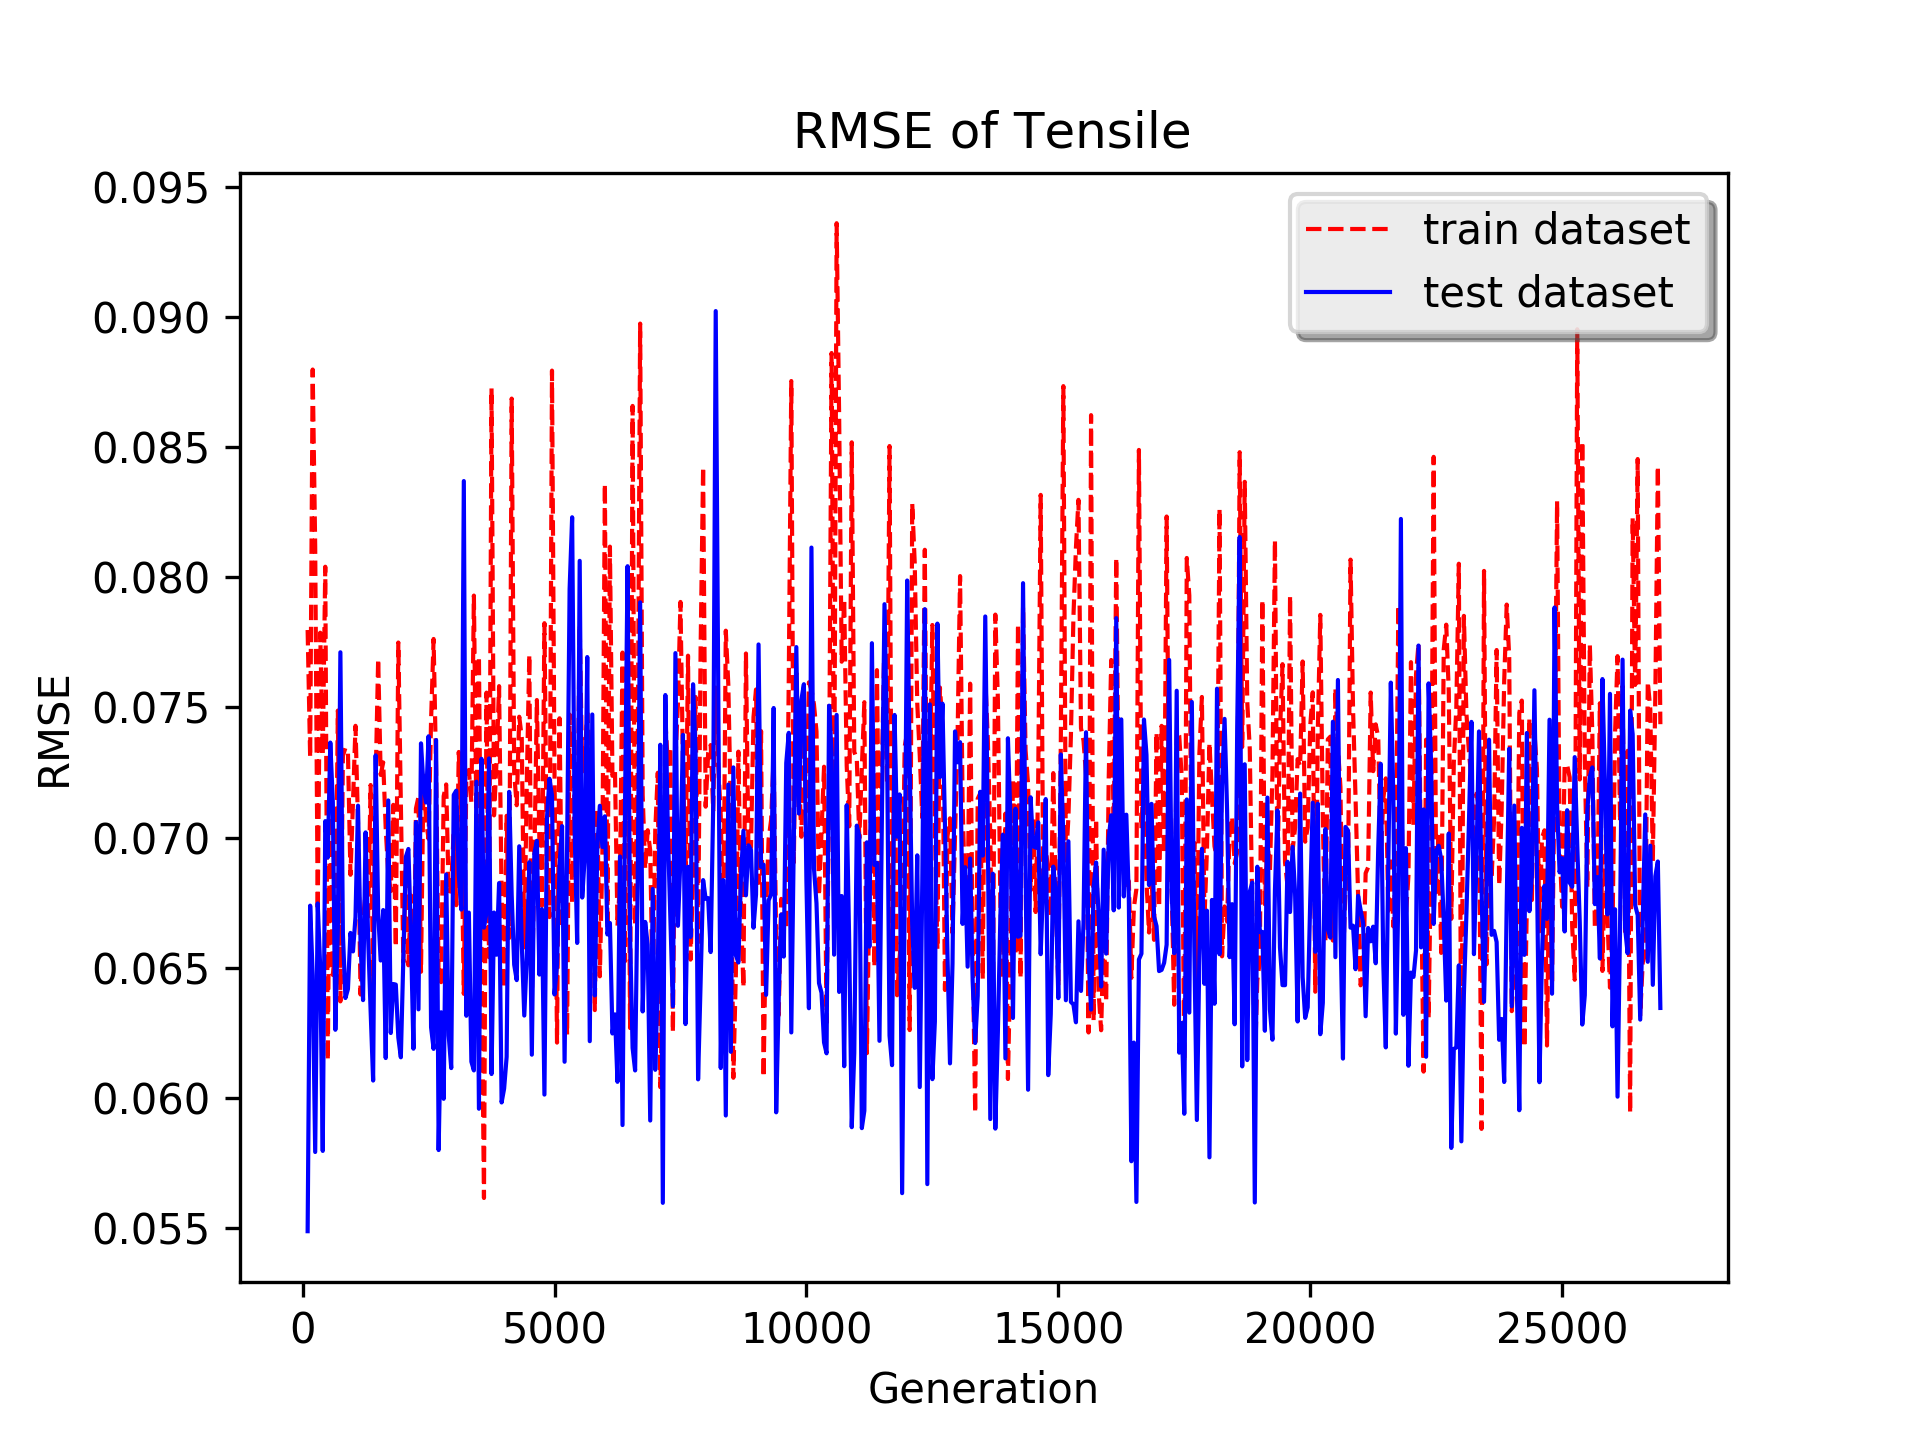 RMSE of Tensile
train dataset
test dataset
0.095
0.090
0.085
0.080
0.075
0.070
0.065
0.060
0.055
RMSE
0 5000 10000 15000 20000 25000
Generation